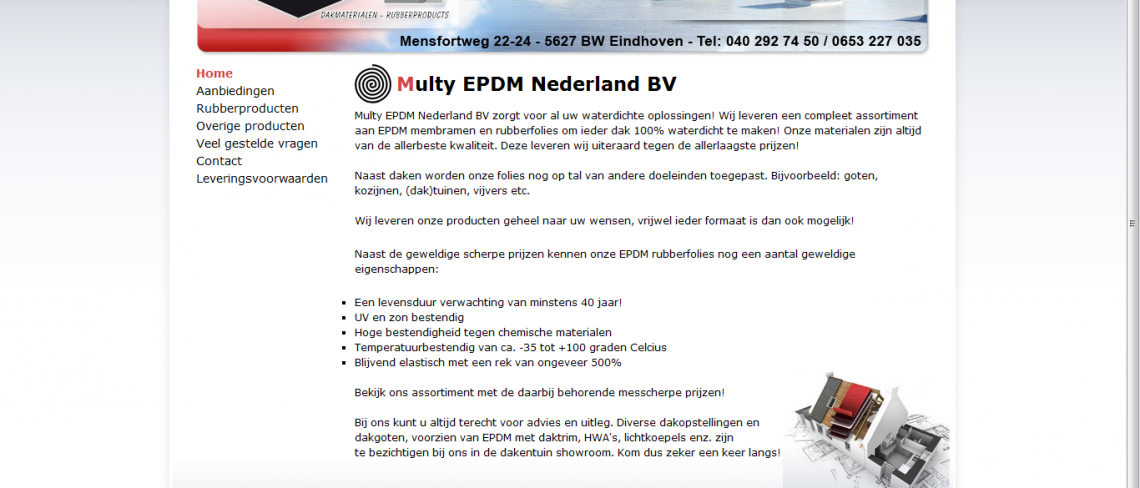 DAKMATERIALEN - RUBBERPRODUCTS
Mensfortweg 22-24 - 5627 BW Eindhoven - Tel: 040 292 74 50 / 0653 227 035
Home
Aanbiedingen
Rubberproducten
Overige producten
Veel gestelde vragen
Contact
Leveringsvoorwaarden
Multy EPDM Nederland BV
Multy EPDM Nederland BV zorgt voor al uw waterdichte oplossingen! Wij leveren een compleet assortiment
aan EPDM membramen en rubberfolies om ieder dak 100% waterdicht te maken! Onze materialen zijn altijd
van de allerbeste kwaliteit. Deze leveren wij uiteraard tegen de allerlaagste prijzen!
Naast daken worden onze folies nog op tal van andere doeleinden toegepast. Bijvoorbeeld: goten,
kozijnen, (dak)tuinen, vijvers etc.
Wij leveren onze producten geheel naar uw wensen, vrijwel ieder formaat is dan ook mogelijk!
Naast de geweldige scherpe prijzen kennen onze EPDM rubberfolies nog een aantal geweldige
eigenschappen:
Een levensduur verwachting van minstens 40 jaar!
UV en zon bestendig
Hoge bestendigheid tegen chemische materialen
Temperatuurbestendig van ca. -35 tot +100 graden Celcius
Blijvend elastisch met een rek van ongeveer 500%
Bekijk ons assortiment met de daarbij behorende messcherpe prijzen!
Bij ons kunt u altijd terecht voor advies en uitleg. Diverse dakopstellingen en
dakgoten, voorzien van EPDM met daktrim, HWA's, lichtkoepels enz. zijn
te bezichtigen bij ons in de dakentuin showroom. Kom dus zeker een keer langs!